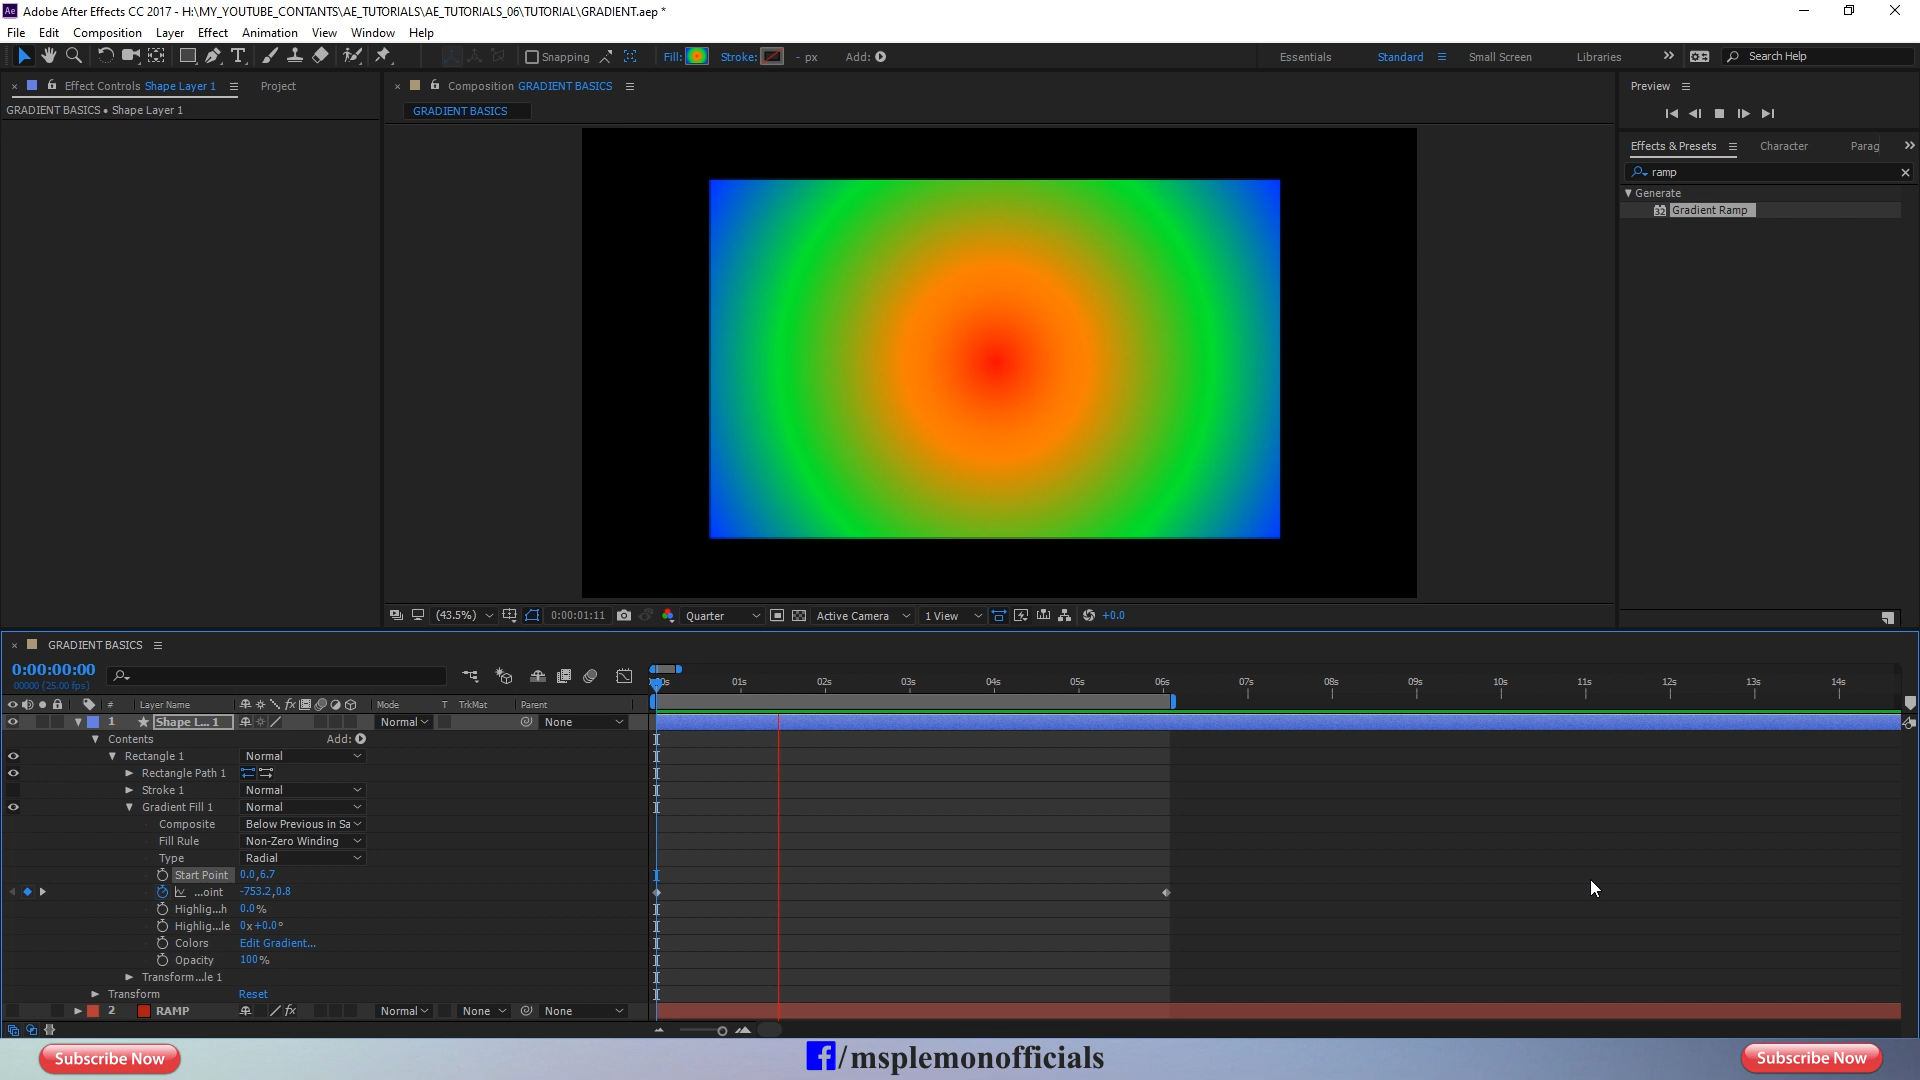 Ae Adobe After Effects CC 2017 - H:\MY_YOUTUBE_CONTANTS\AE_TUTORIALS\AE_TUTORIALS_06\TUTORIAL\GRADIENT.aep *
File Edit Composition Layer Effect Animation View Window Help
Snapping Fill: Stroke: - px Add: Essentials Standard Small Screen Libraries Search Help
Effect Controls Shape Layer 1 Project
GRADIENT BASICS • Shape Layer 1
Composition GRADIENT BASICS
GRADIENT BASICS
Preview
Effects & Presets Character Parag
ramp
Generate
32 Gradient Ramp
(43.5%) 0:00:01:11 Quarter Active Camera 1 View +0.0
GRADIENT BASICS
0:00:00:00
00000 (25.00 fps)
01s 02s 03s 04s 05s 06s 07s 08s 09s 10s 11s 12s 13s 14s
# Layer Name fx Mode T TrkMat Parent
1 Shape L... 1 Normal None
Contents Add:
Rectangle 1 Normal
Rectangle Path 1
Stroke 1 Normal
Gradient Fill 1 Normal
Composite Below Previous in Sa
Fill Rule Non-Zero Winding
Type Radial
Start Point 0.0,6.7
...oint -753.2,0.8
Highlig...h 0.0%
Highlig...le 0x+0.0°
Colors Edit Gradient...
Opacity 100%
Transform...le 1
Transform Reset
2 RAMP fx Normal None None
Subscribe Now f/msplemonofficials Subscribe Now